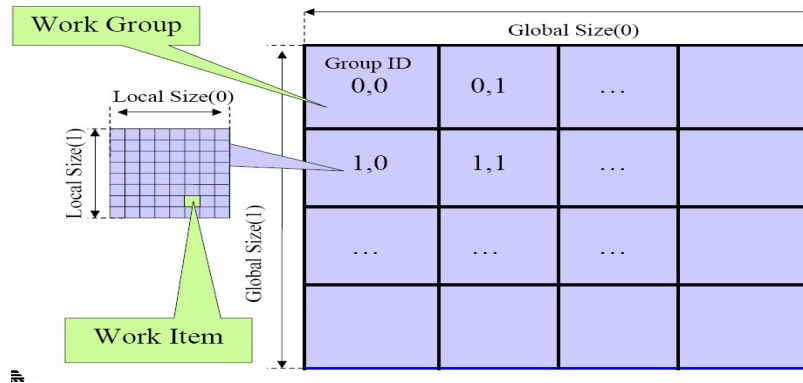 Work Group
Global Size(0)
Group ID
0,0
0,1
...
Local Size(0)
Local Size(1)
1,0
1,1
...
Global Size(1)
...
...
...
Work Item